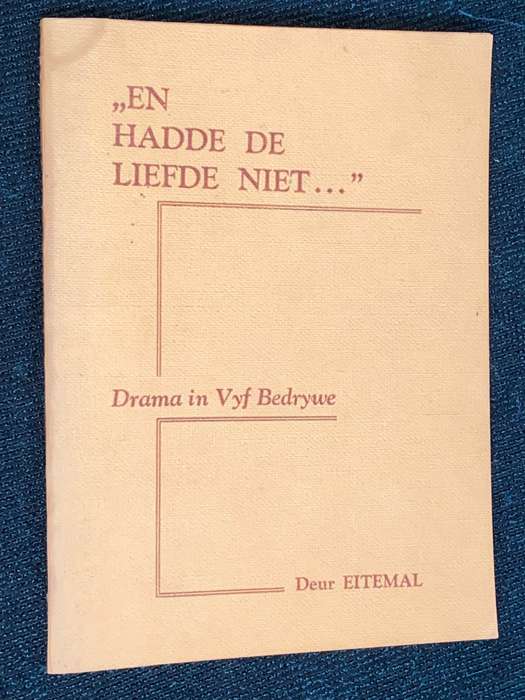 „EN
HADDE DE
LIEFDE NIET...”
Drama in Vyf Bedrywe
Deur EITEMAL